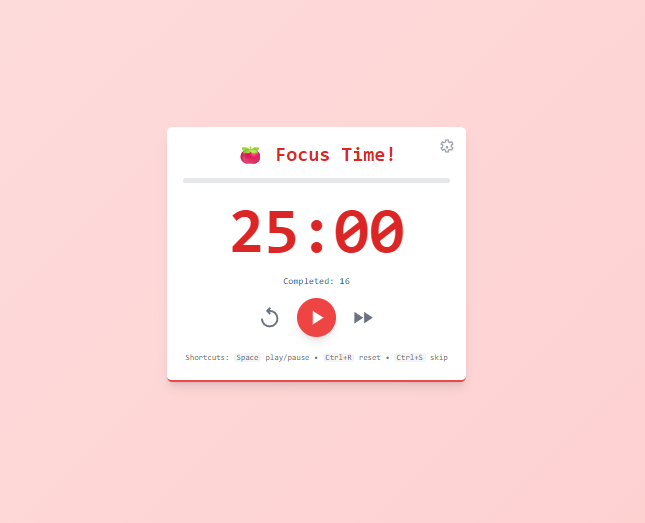 Focus Time!
25:00
Completed: 16
Shortcuts: Space play/pause • Ctrl+R reset • Ctrl+S skip